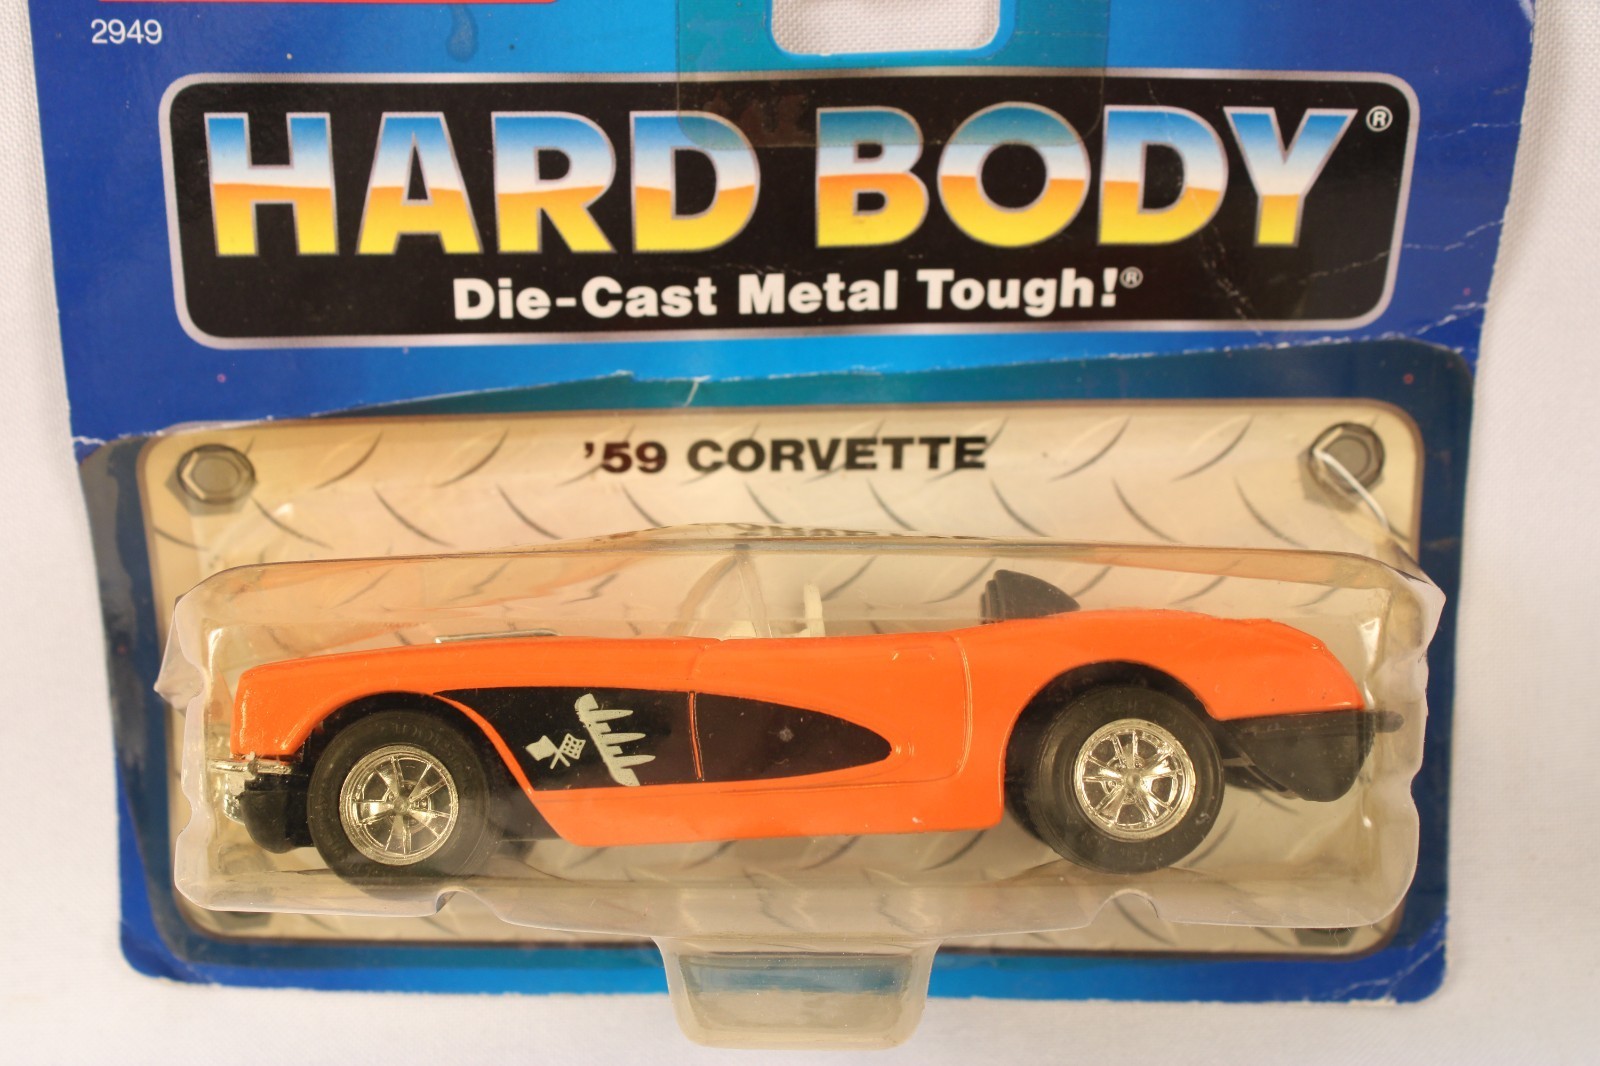 2949
HARD BODY®
Die-Cast Metal Tough!®
'59 CORVETTE